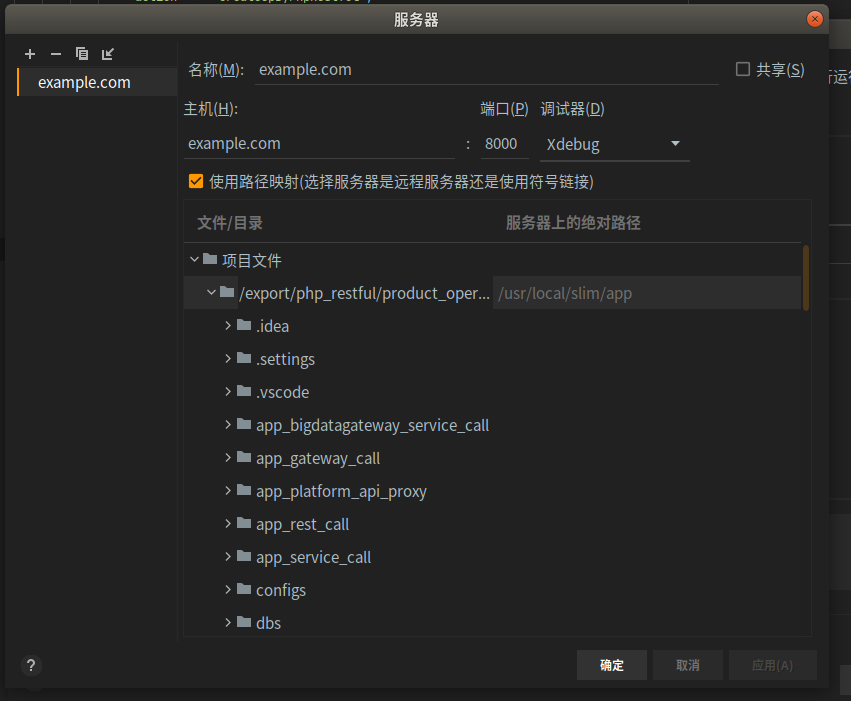 服务器
example.com
名称(M): example.com 共享(S)
主机(H): 端口(P) 调试器(D)
example.com : 8000 Xdebug
使用路径映射(选择服务器是远程服务器还是使用符号链接)
文件/目录 服务器上的绝对路径
项目文件
/export/php_restful/product_oper... /usr/local/slim/app
.idea
.settings
.vscode
app_bigdatagateway_service_call
app_gateway_call
app_platform_api_proxy
app_rest_call
app_service_call
configs
dbs
? 确定 取消 应用(A)